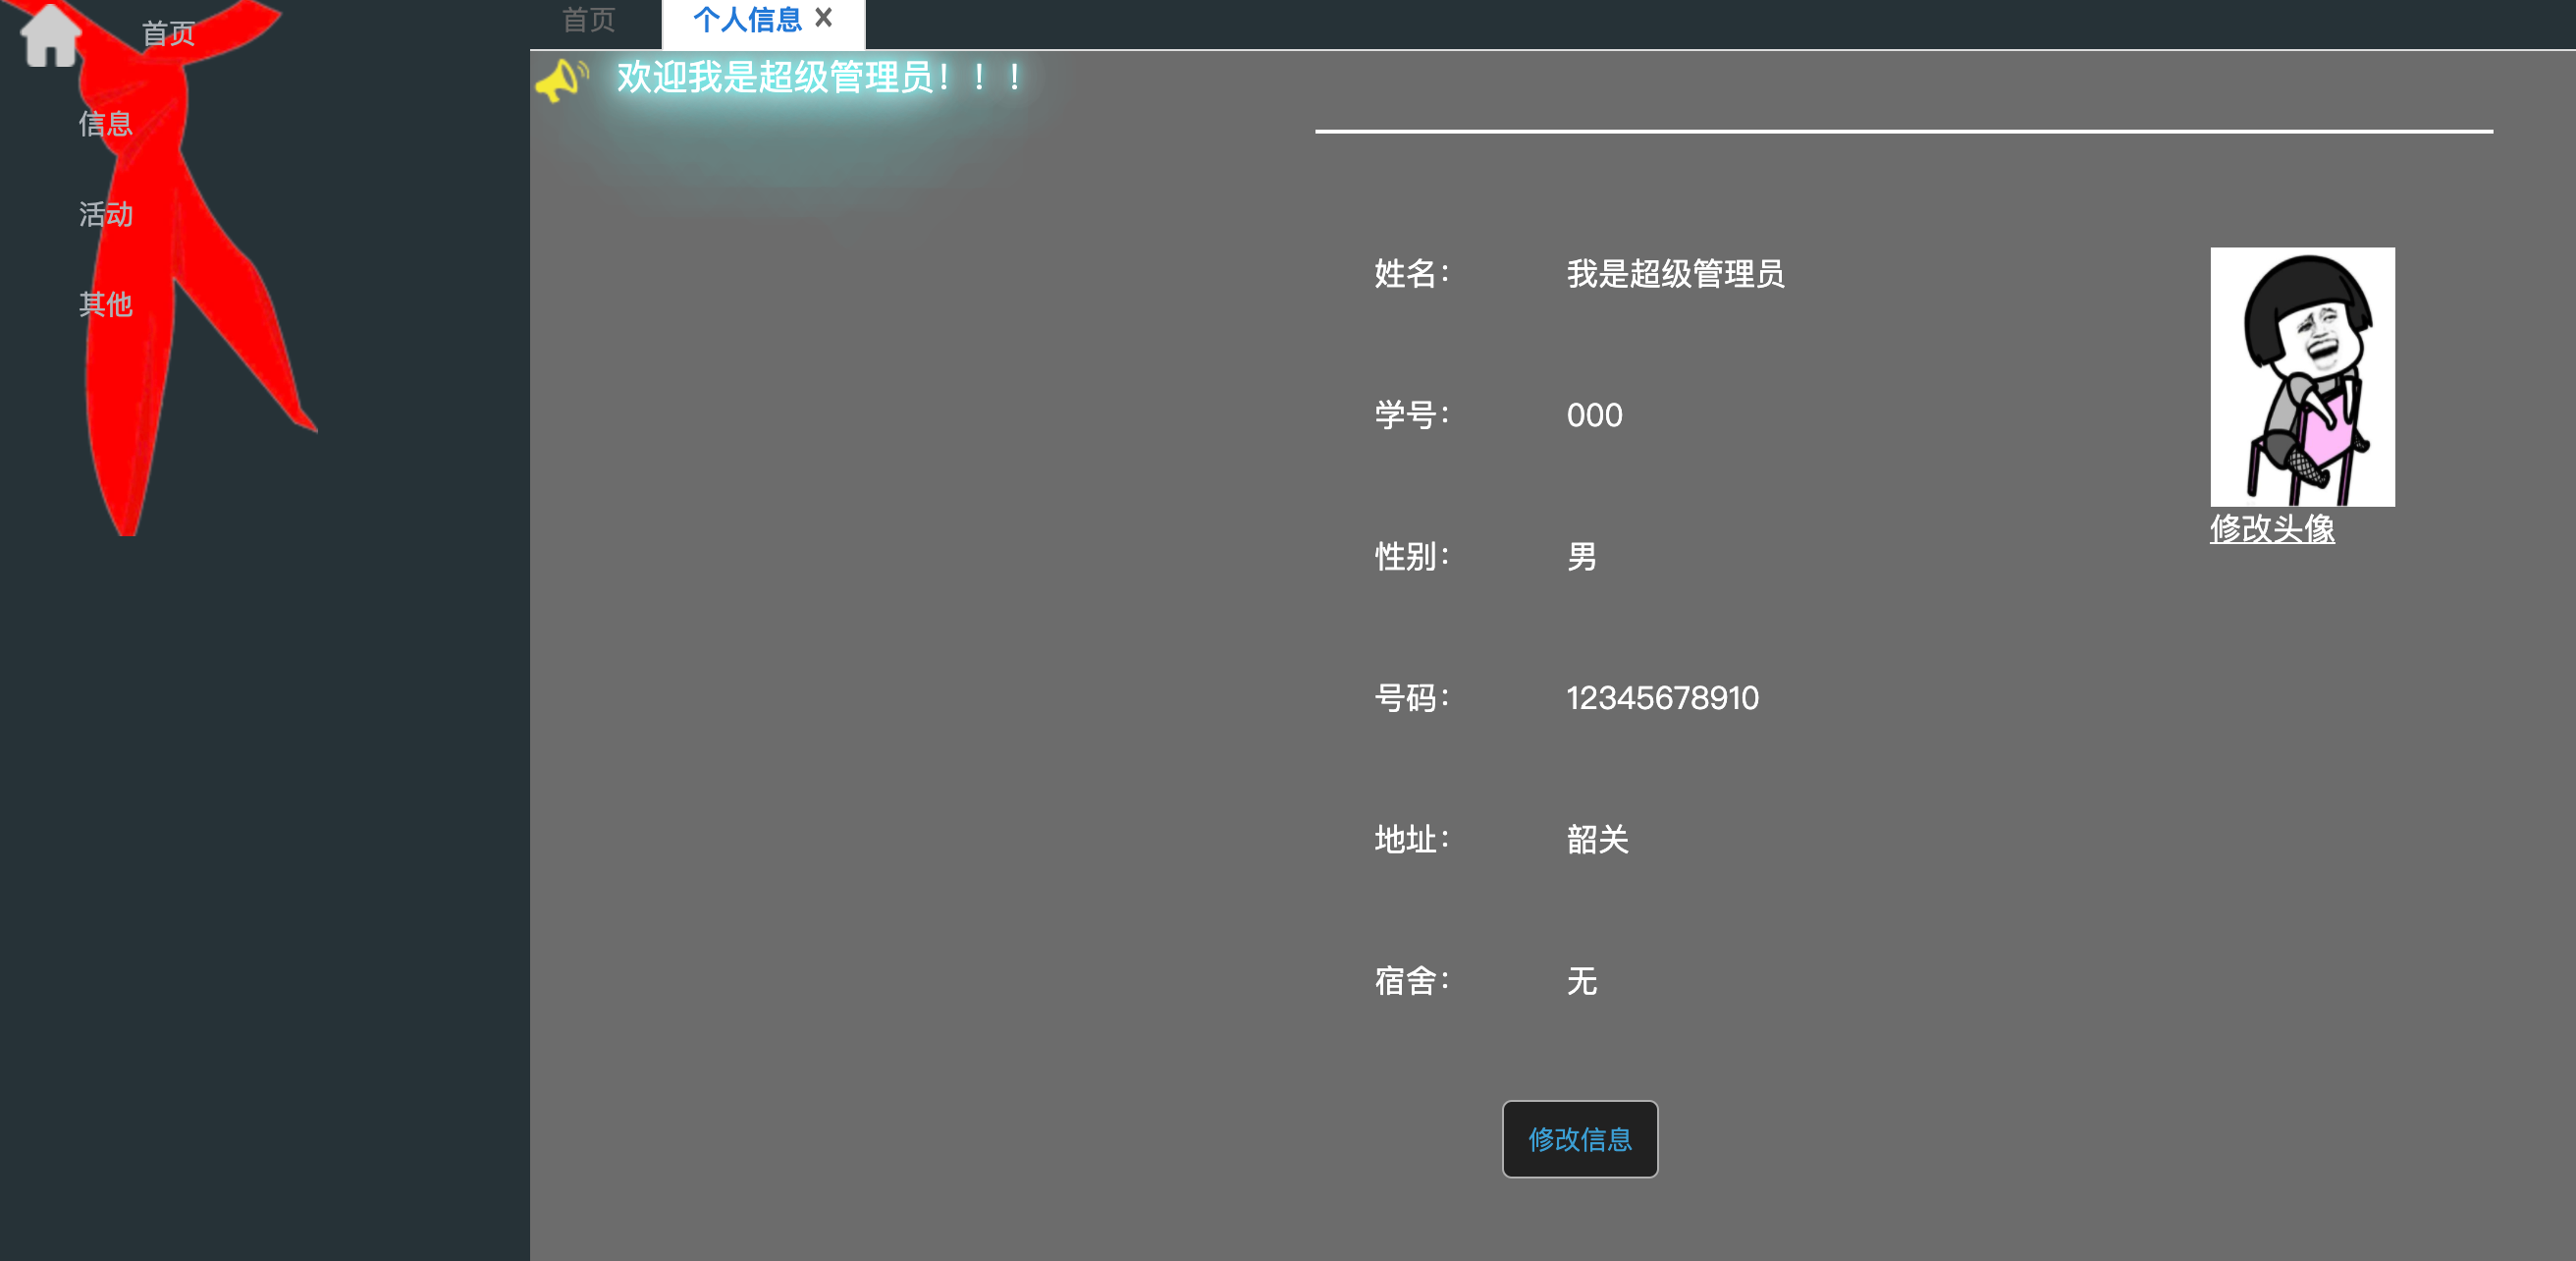 首页
信息
活动
其他
首页
个人信息
欢迎我是超级管理员！！！
姓名： 我是超级管理员
学号： 000
性别： 男
号码： 12345678910
地址： 韶关
宿舍： 无
修改头像
修改信息